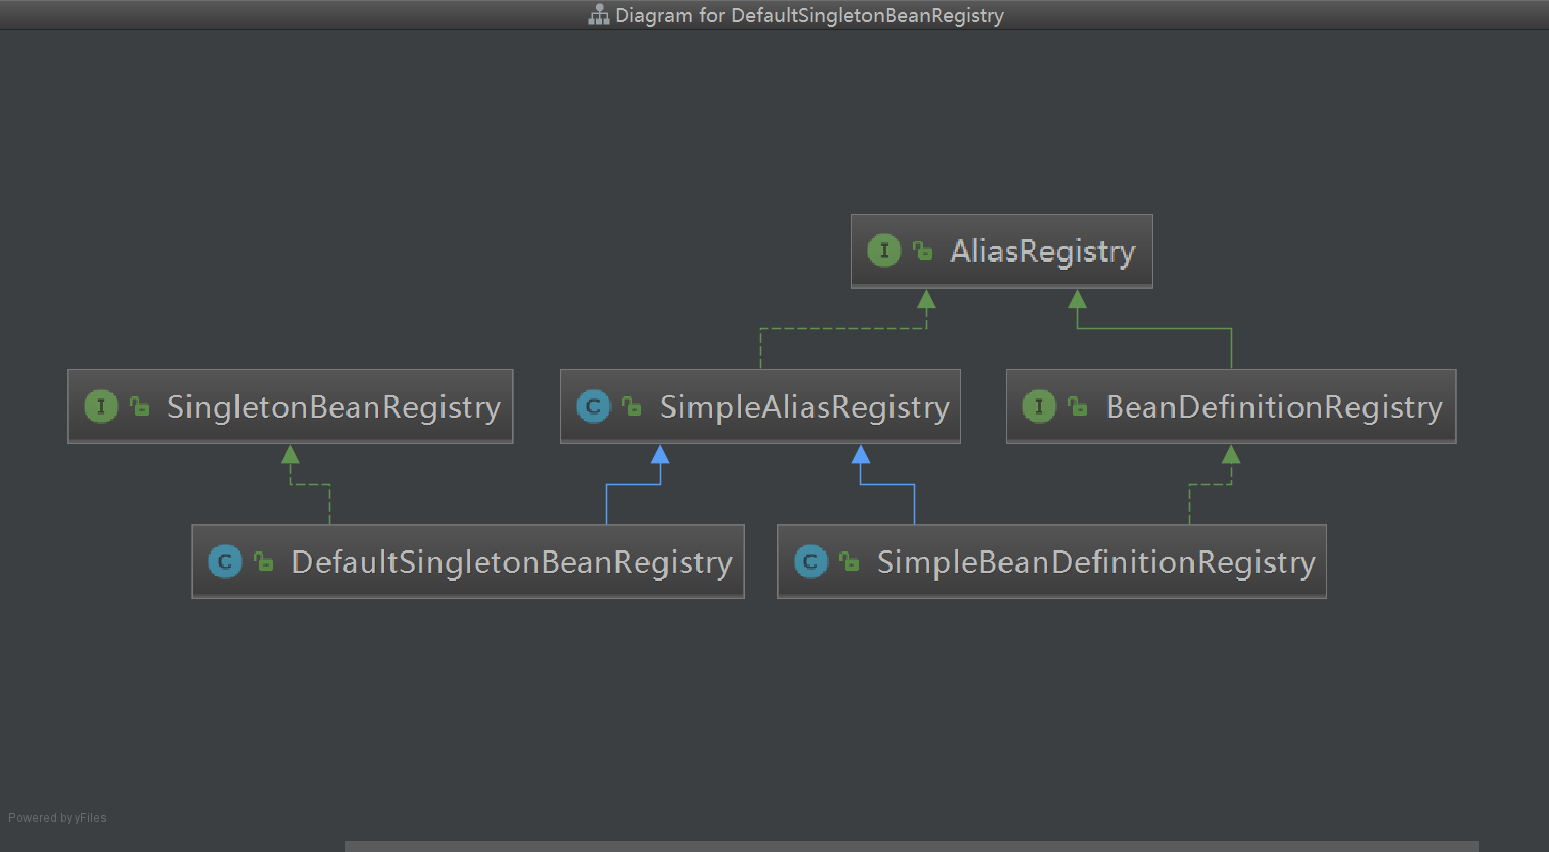 Diagram for DefaultSingletonBeanRegistry
I AliasRegistry
I SingletonBeanRegistry
C SimpleAliasRegistry
I BeanDefinitionRegistry
C DefaultSingletonBeanRegistry
C SimpleBeanDefinitionRegistry
Powered by yFiles